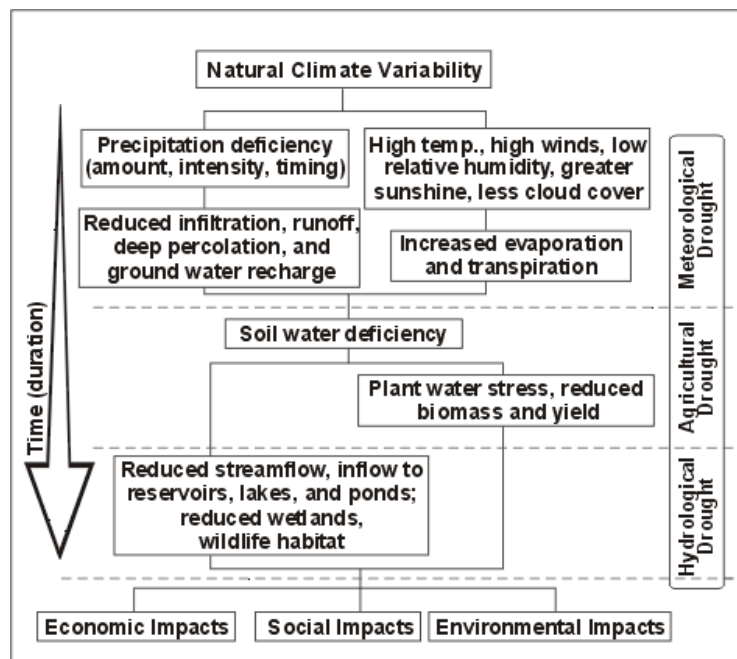 Natural Climate Variability
Precipitation deficiency
(amount, intensity, timing)
High temp., high winds, low
relative humidity, greater
sunshine, less cloud cover
Reduced infiltration, runoff,
deep percolation, and
ground water recharge
Increased evaporation
and transpiration
Meteorological
Drought
Soil water deficiency
Plant water stress, reduced
biomass and yield
Agricultural
Drought
Time (duration)
Reduced streamflow, inflow to
reservoirs, lakes, and ponds;
reduced wetlands,
wildlife habitat
Hydrological
Drought
Economic Impacts
Social Impacts
Environmental Impacts